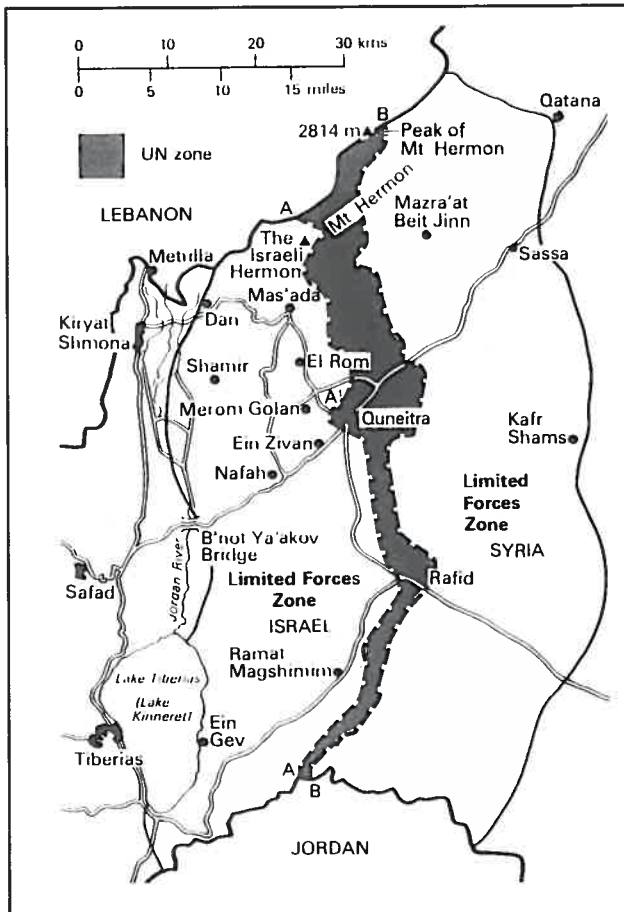 0 10 20 30 kms
0 5 10 15 miles
UN zone
LEBANON
B
2814 m
Peak of
Mt Hermon
Qatana
Mt Hermon
A
The
Israeli
Hermon
Mazra'at
Beit Jinn
Sassa
Metulla
Mas'ada
Dan
Kiryat
Shmona
Shamir
El Rom
A1
Merom Golan
Quneitra
Ein Zivan
Kafr
Shams
Nafah
Limited
Forces
Zone
SYRIA
B'not Ya'akov
Bridge
Jordan River
Safad
Limited Forces
Zone
ISRAEL
Rafid
Ramat
Magshimim
Lake Tiberias
(Lake
Kinneret)
Ein
Gev
Tiberias
A
B
JORDAN